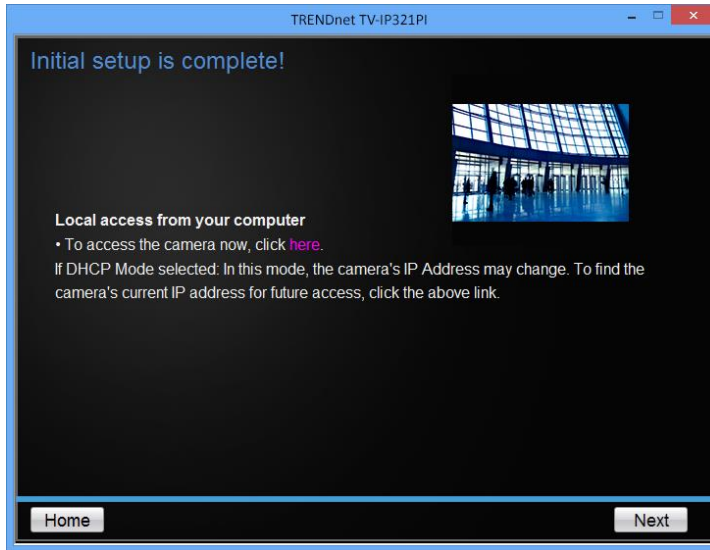 TRENDnet TV-IP321PI
Initial setup is complete!
Local access from your computer
• To access the camera now, click here.
If DHCP Mode selected: In this mode, the camera's IP Address may change. To find the
camera's current IP address for future access, click the above link.
Home
Next